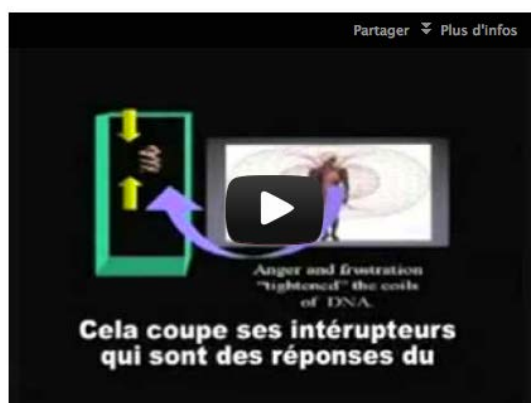 Partager Plus d'infos
Anger and frustration
"tightened" the coils
of DNA.
Cela coupe ses intérupteurs
qui sont des réponses du